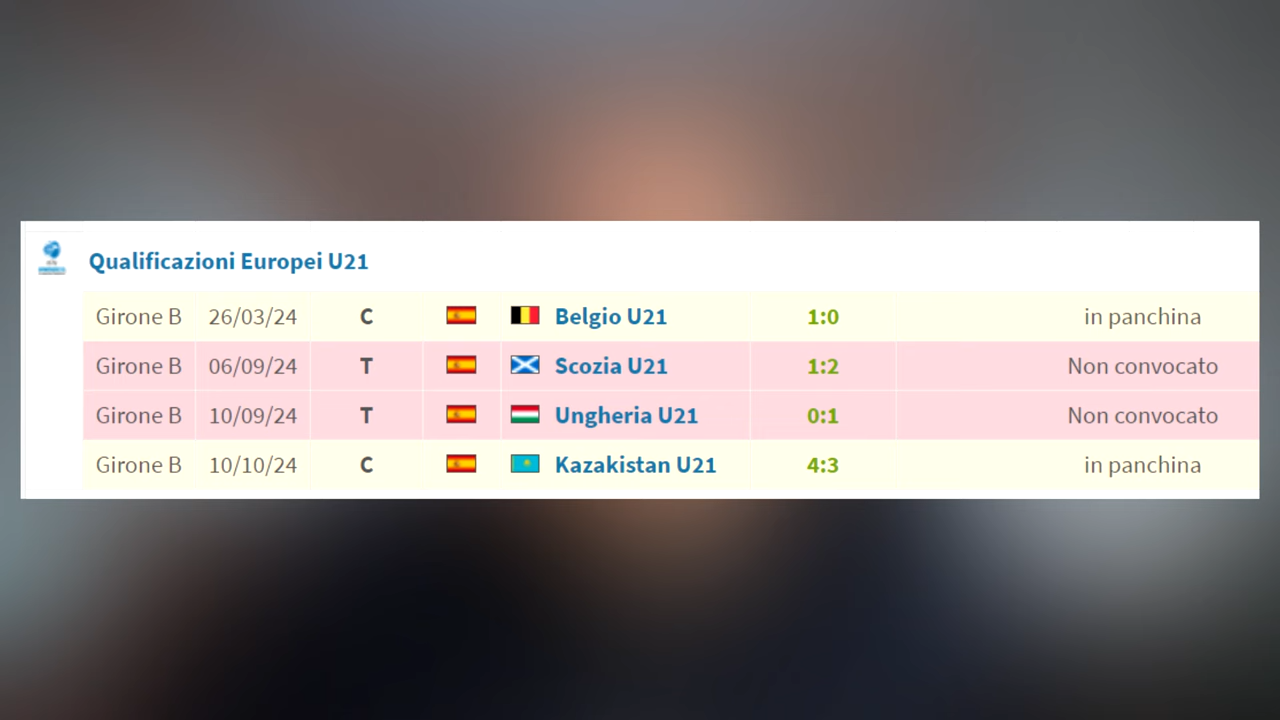 Qualificazioni Europei U21
Girone B 26/03/24 C Belgio U21 1:0 in panchina
Girone B 06/09/24 T Scozia U21 1:2 Non convocato
Girone B 10/09/24 T Ungheria U21 0:1 Non convocato
Girone B 10/10/24 C Kazakistan U21 4:3 in panchina